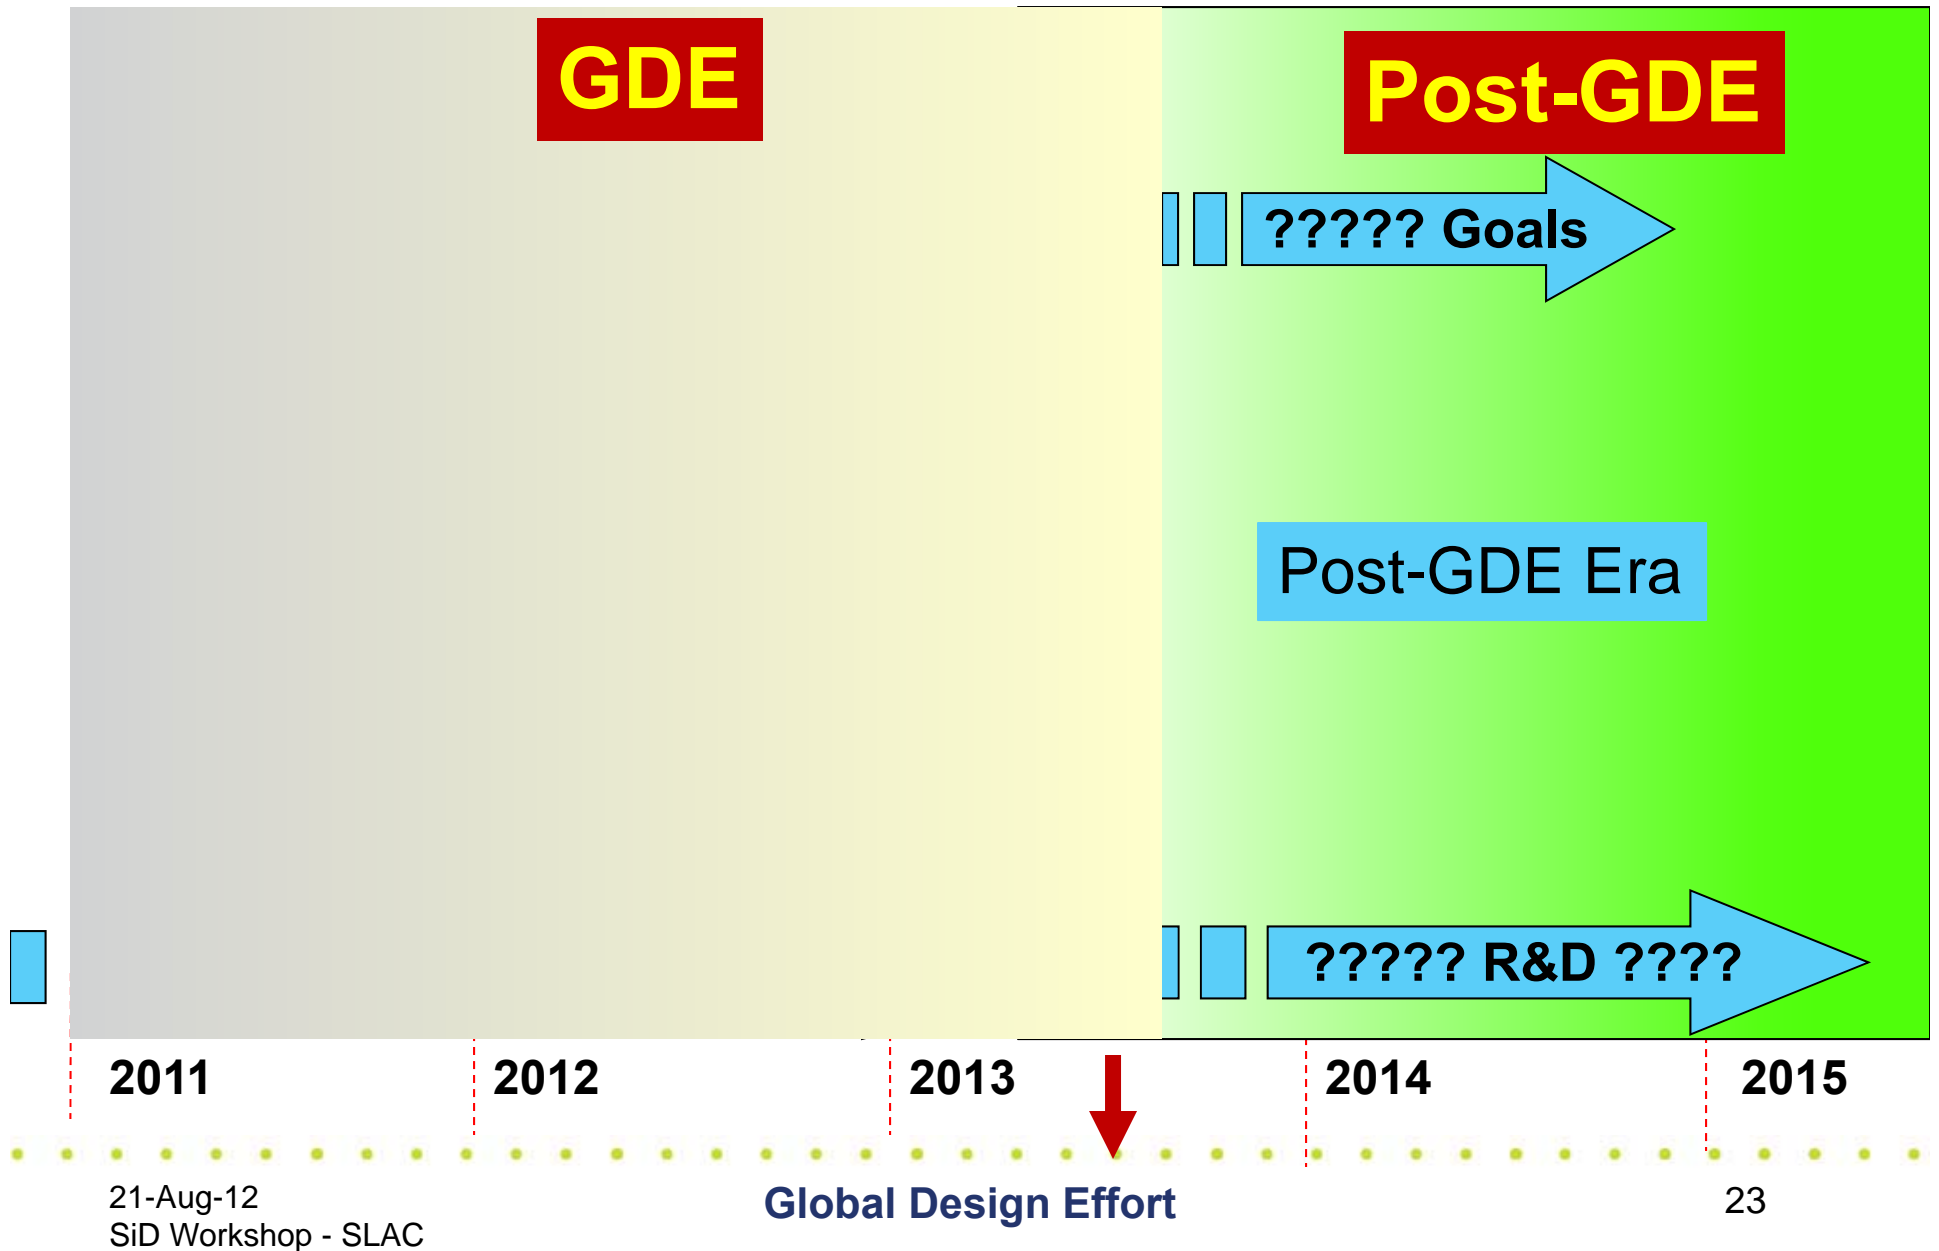 GDE
Post-GDE
????? Goals
Post-GDE Era
????? R&D ????
2011
2012
2013
2014
2015
21-Aug-12
SiD Workshop - SLAC
Global Design Effort
23